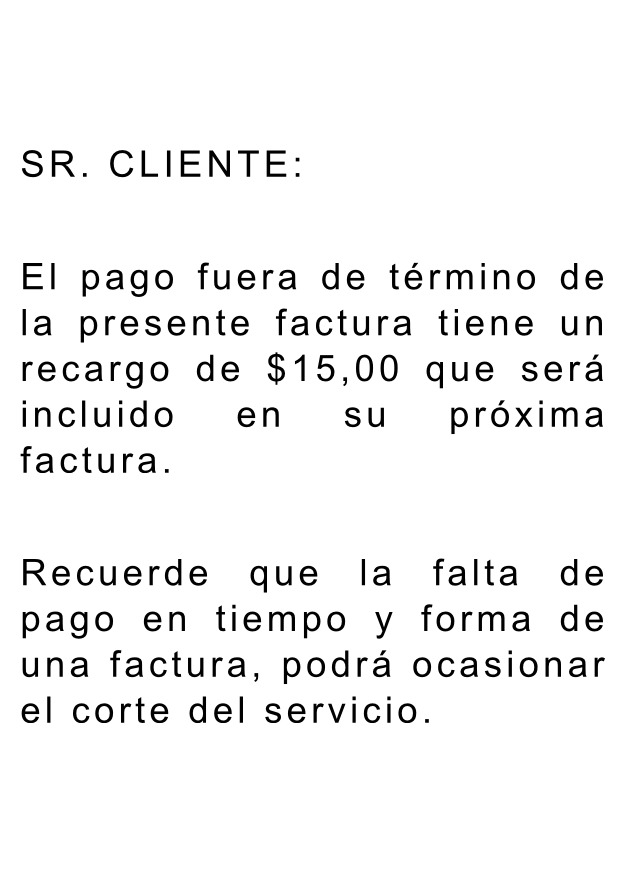 SR. CLIENTE:
El pago fuera de término de
la presente factura tiene un
recargo de $15,00 que será
incluido en su próxima
factura.
Recuerde que la falta de
pago en tiempo y forma de
una factura, podrá ocasionar
el corte del servicio.